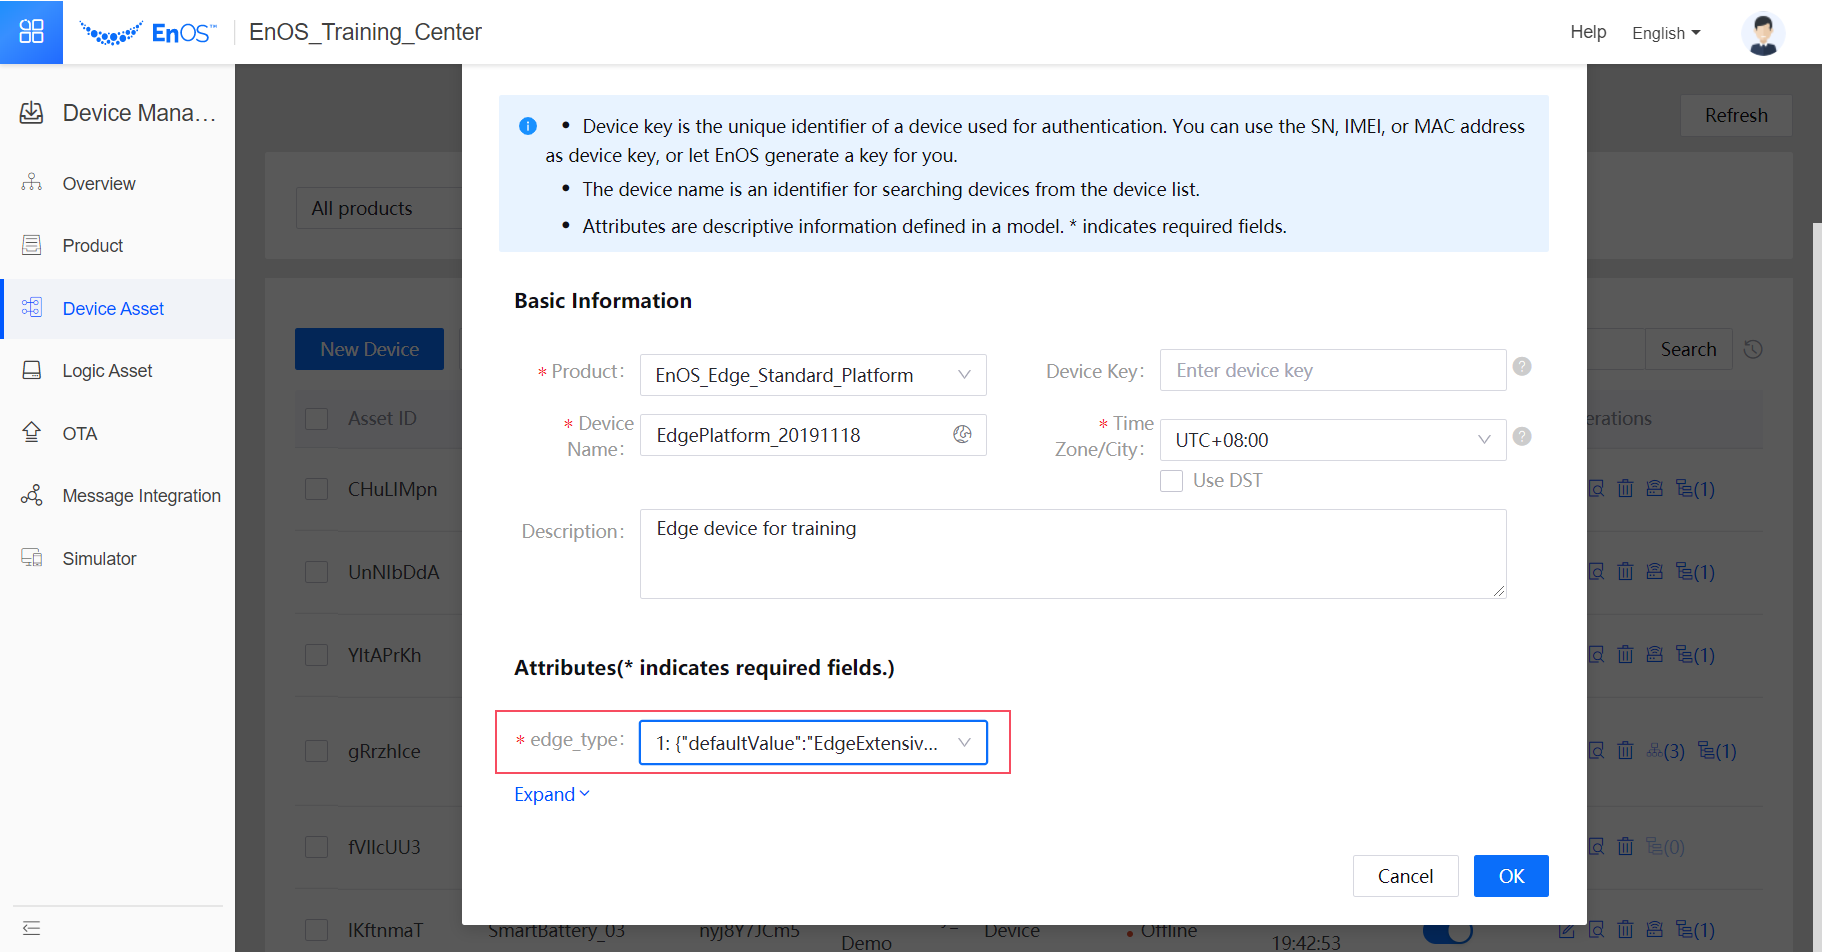 EnOS™ EnOS_Training_Center Help English
Device Mana...
Overview
Product
Device Asset
Logic Asset
OTA
Message Integration
Simulator
Refresh
All products
New Device
Search
Asset ID
erations
CHuLIMpn
(1)
UnNIbDdA
(1)
YItAPrKh
(1)
gRrzhIce
(3) (1)
fVIIcUU3
(0)
IKftnmaT SmartBattery_03 nyj8Y7JCm5 Demo Device Offline 19:42:53 (1)
• Device key is the unique identifier of a device used for authentication. You can use the SN, IMEI, or MAC address
as device key, or let EnOS generate a key for you.
• The device name is an identifier for searching devices from the device list.
• Attributes are descriptive information defined in a model. * indicates required fields.
Basic Information
* Product: EnOS_Edge_Standard_Platform
Device Key: Enter device key
* Device Name: EdgePlatform_20191118
* Time Zone/City: UTC+08:00
Use DST
Description: Edge device for training
Attributes(* indicates required fields.)
* edge_type: 1: {"defaultValue":"EdgeExtensiv...
Expand
Cancel OK